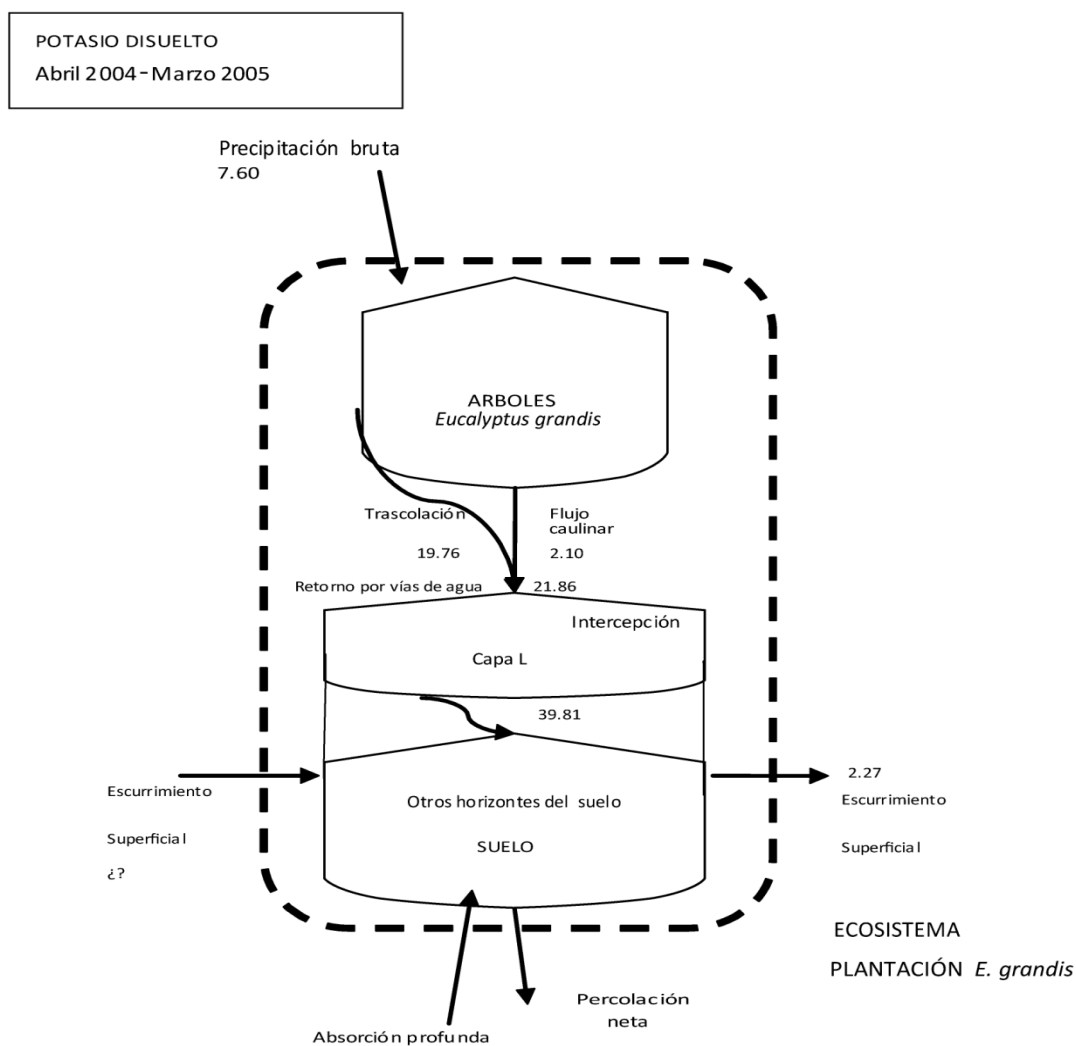 POTASIO DISUELTO
Abril 2004-Marzo 2005
Precipitación bruta
7.60
ARBOLES
Eucalyptus grandis
Trascolación
19.76
Flujo
caulinar
2.10
Retorno por vías de agua
21.86
Intercepción
Capa L
39.81
Otros horizontes del suelo
SUELO
Escurrimiento
Superficial
¿?
2.27
Escurrimiento
Superficial
ECOSISTEMA
PLANTACIÓN E. grandis
Percolación
neta
Absorción profunda